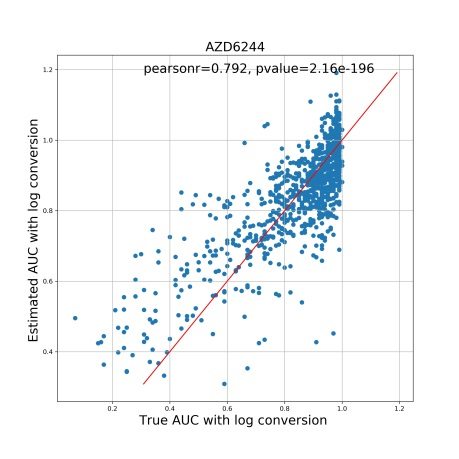 AZD6244
pearsonr=0.792, pvalue=2.16e-196
1.2
1.0
0.8
0.6
0.4
Estimated AUC with log conversion
0.2 0.4 0.6 0.8 1.0 1.2
True AUC with log conversion